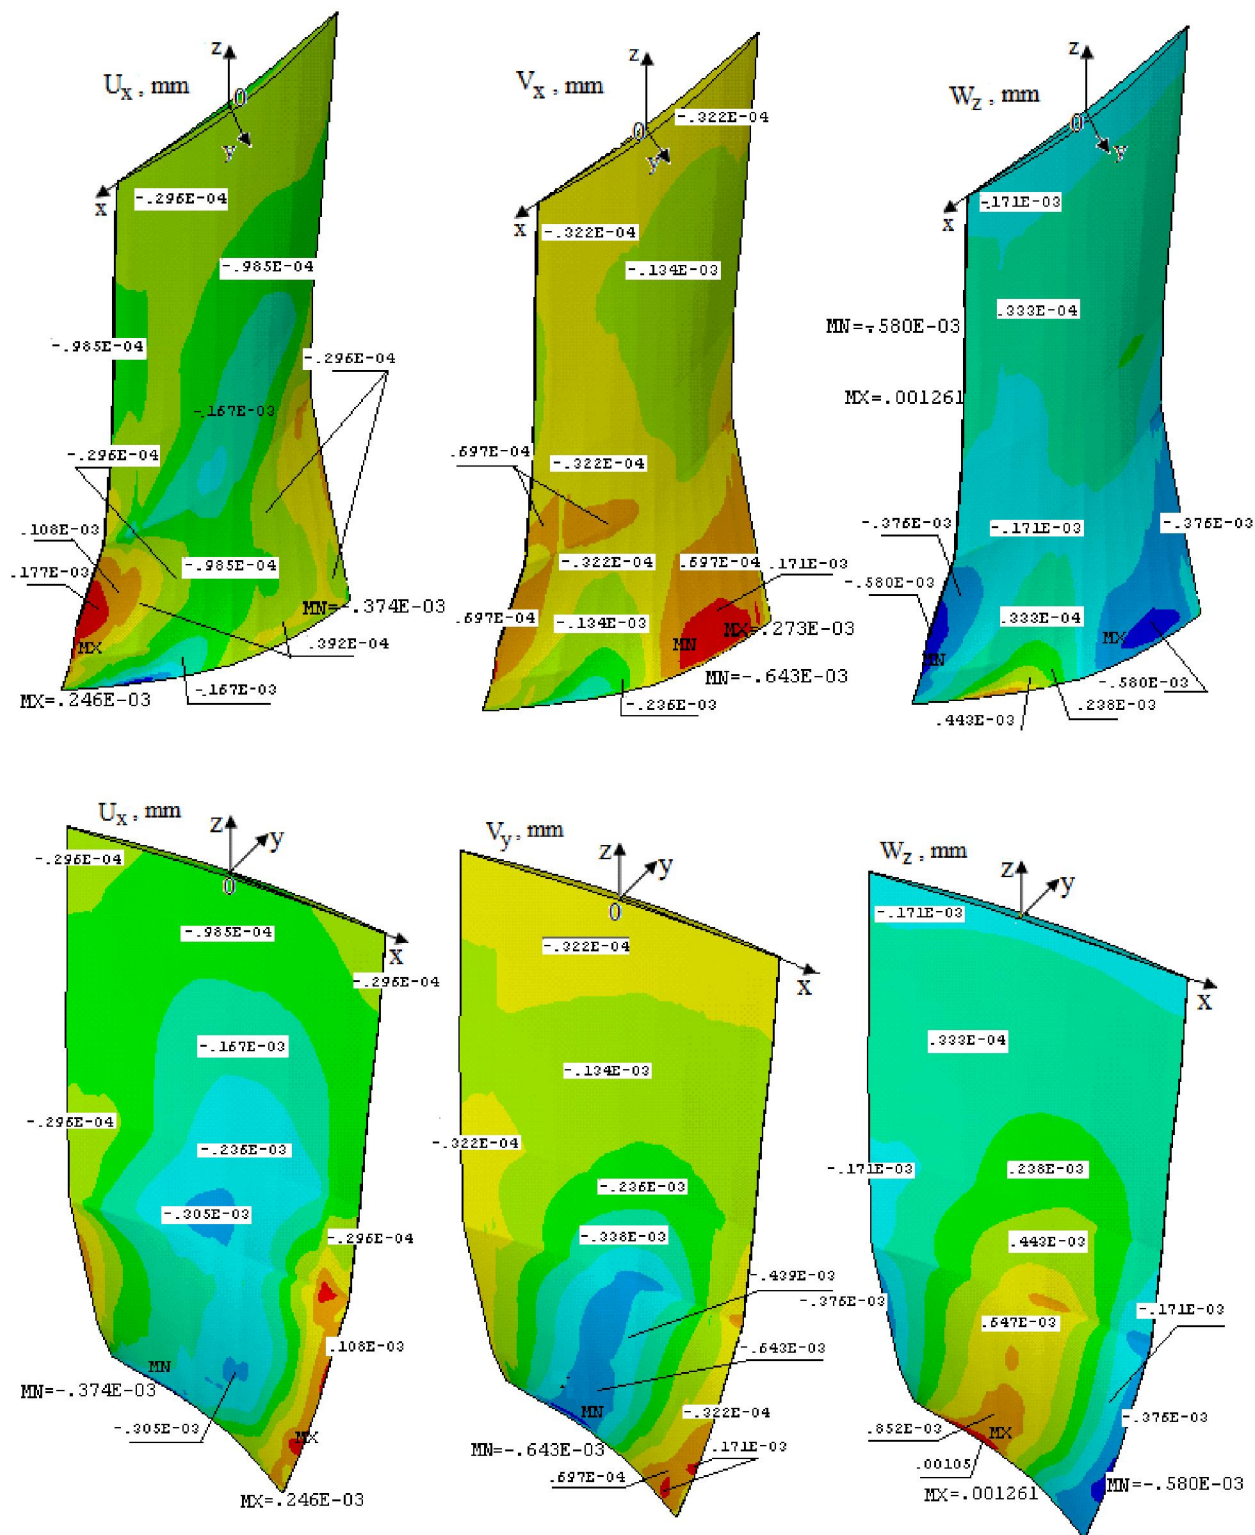 z
U_x , mm
0
y
x
-.296E-04
-.985E-04
-.985E-04
-.296E-04
-.167E-03
-.296E-04
.108E-03
.177E-03
-.985E-04
MN=-.374E-03
MX
.392E-04
-.167E-03
MX=.246E-03
z
V_x , mm
-.322E-04
0
y
x
-.322E-04
-.134E-03
.697E-04
-.322E-04
-.322E-04
.697E-04
.171E-03
.697E-04
-.134E-03
MN
MX=.273E-03
MN=-.643E-03
-.236E-03
z
W_z , mm
0
y
-.171E-03
x
.333E-04
MN=-.580E-03
MX=.001261
-.376E-03
-.171E-03
-.376E-03
-.580E-03
.333E-04
MX
MN
-.580E-03
.238E-03
.443E-03
U_x , mm
z
y
-.296E-04
0
-.985E-04
x
-.296E-04
-.167E-03
-.296E-04
-.236E-03
-.305E-03
-.296E-04
.108E-03
MN
MN=-.374E-03
-.305E-03
MX
MX=.246E-03
V_y , mm
z
y
0
-.322E-04
x
-.134E-03
-.322E-04
-.236E-03
-.338E-03
-.439E-03
-.643E-03
MN
-.322E-04
MN=-.643E-03
.171E-03
.697E-04
W_z , mm
z
y
-.171E-03
x
.333E-04
-.171E-03
.238E-03
.443E-03
-.376E-03
-.171E-03
.647E-03
-.376E-03
.852E-03
MX
.00105
MX=.001261
MN=-.580E-03